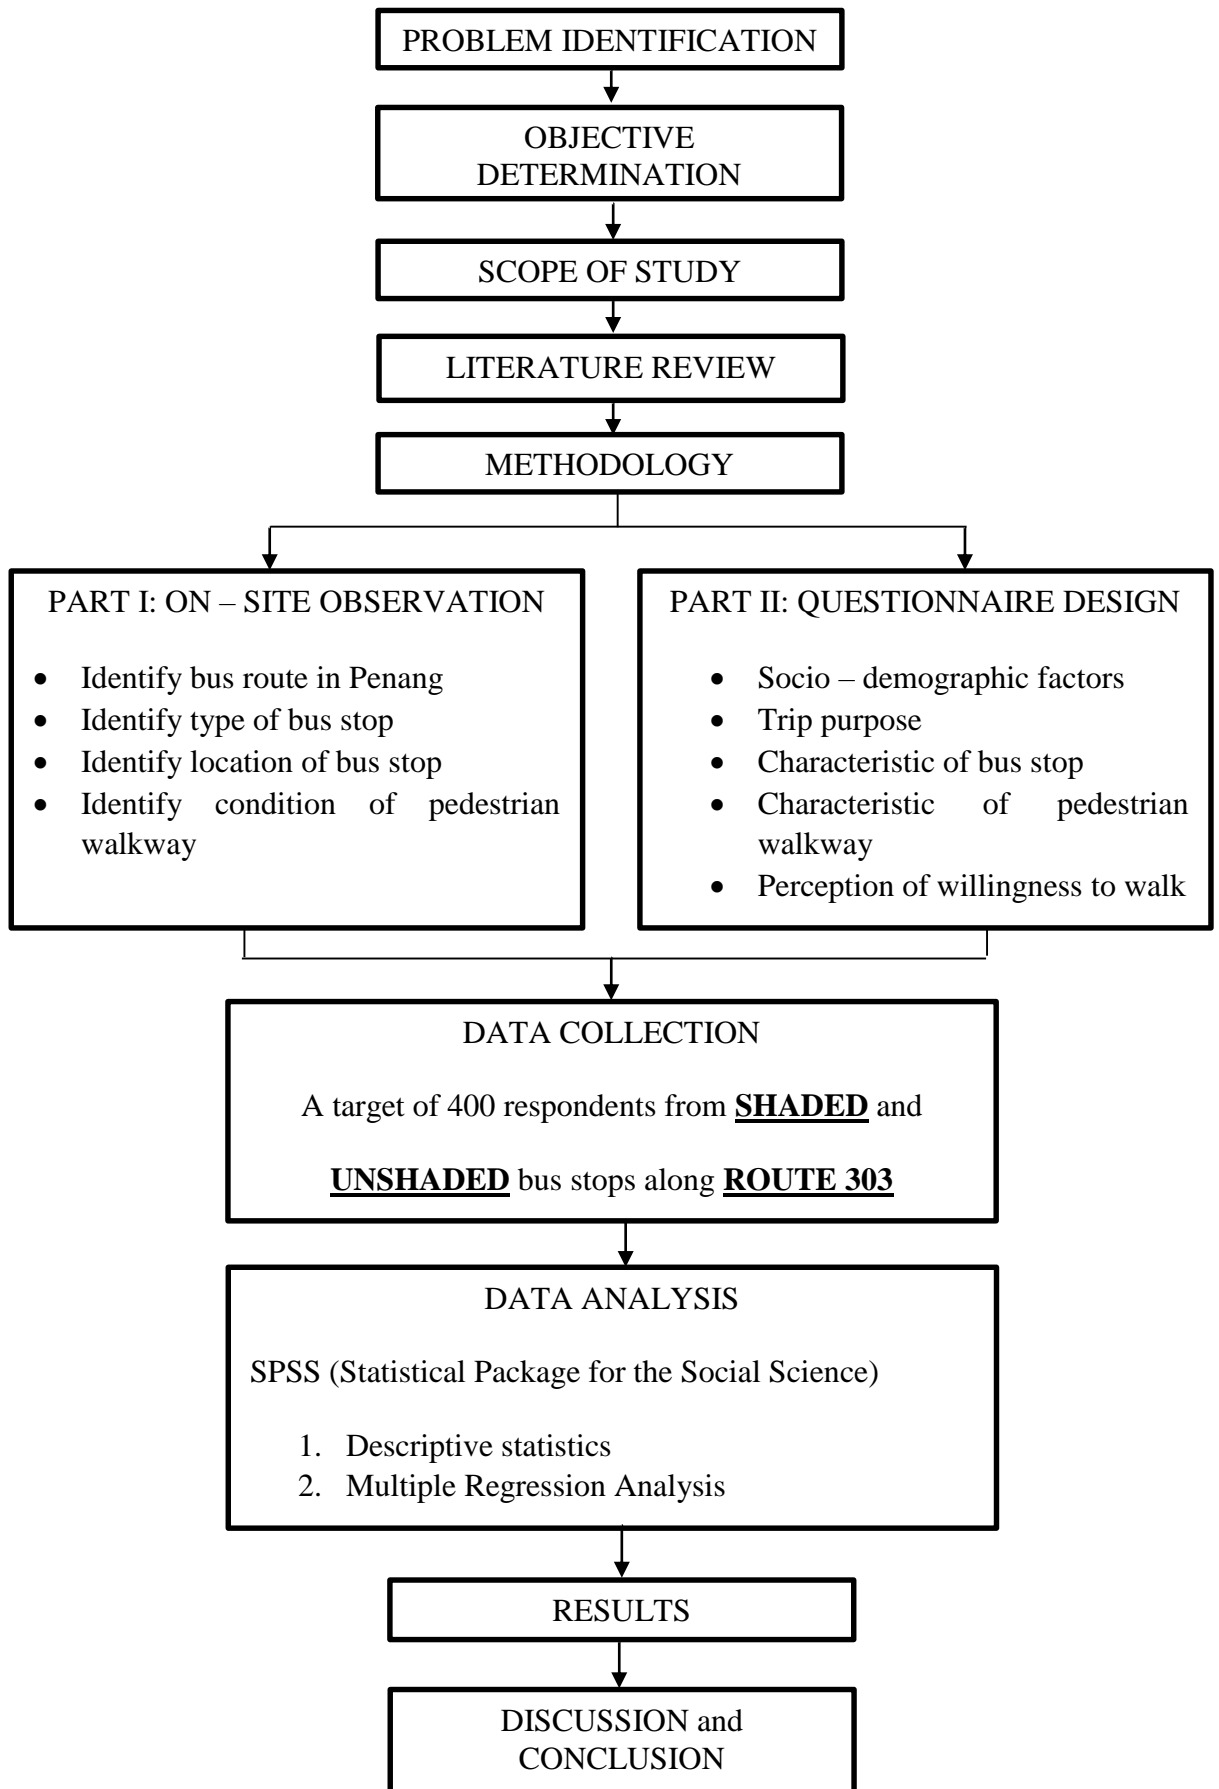 PROBLEM IDENTIFICATION
OBJECTIVE
DETERMINATION
SCOPE OF STUDY
LITERATURE REVIEW
METHODOLOGY
PART I: ON – SITE OBSERVATION
• Identify bus route in Penang
• Identify type of bus stop
• Identify location of bus stop
• Identify condition of pedestrian
walkway
PART II: QUESTIONNAIRE DESIGN
• Socio – demographic factors
• Trip purpose
• Characteristic of bus stop
• Characteristic of pedestrian
walkway
• Perception of willingness to walk
DATA COLLECTION
A target of 400 respondents from SHADED and
UNSHADED bus stops along ROUTE 303
DATA ANALYSIS
SPSS (Statistical Package for the Social Science)
1. Descriptive statistics
2. Multiple Regression Analysis
RESULTS
DISCUSSION and
CONCLUSION